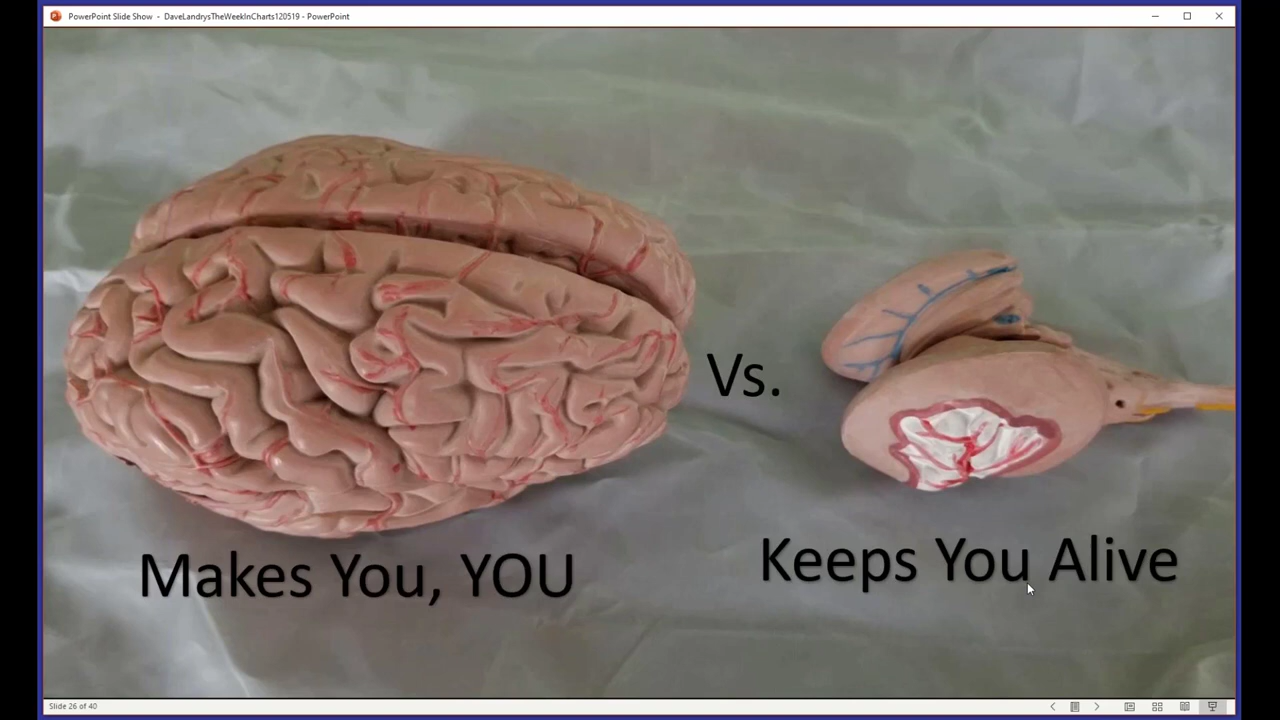 PowerPoint Slide Show - DaveLandrysTheWeekInCharts120519 - PowerPoint
Vs.
Makes You, YOU
Keeps You Alive
Slide 26 of 40